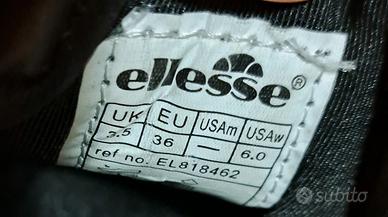 ellesse®
UK EU USAm USAw
3.5 36 — 6.0
ref no. EL818462
subito